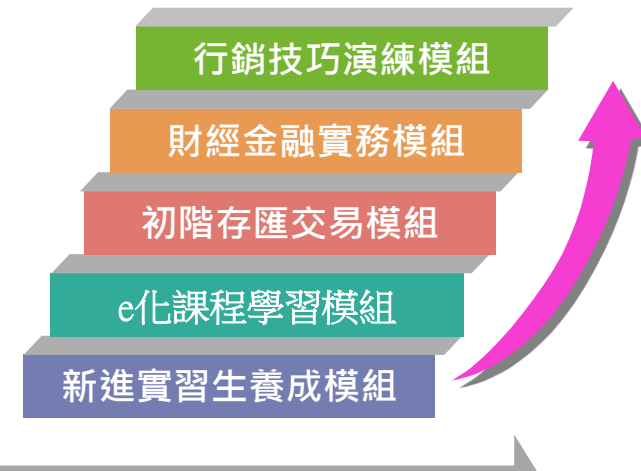 行銷技巧演練模組
財經金融實務模組
初階存匯交易模組
e化課程學習模組
新進實習生養成模組